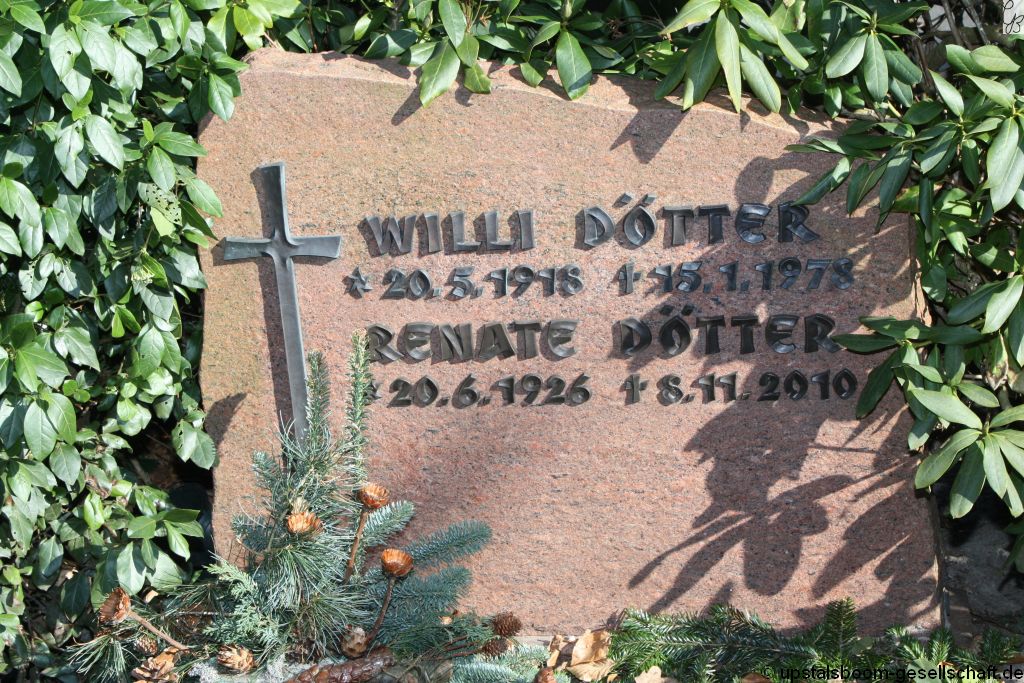 WILLI DÖTTER
* 20.5.1918 † 15.1.1978
RENATE DÖTTER
* 20.6.1926 † 8.11.2010
© upstalsboom-gesellschaft.de